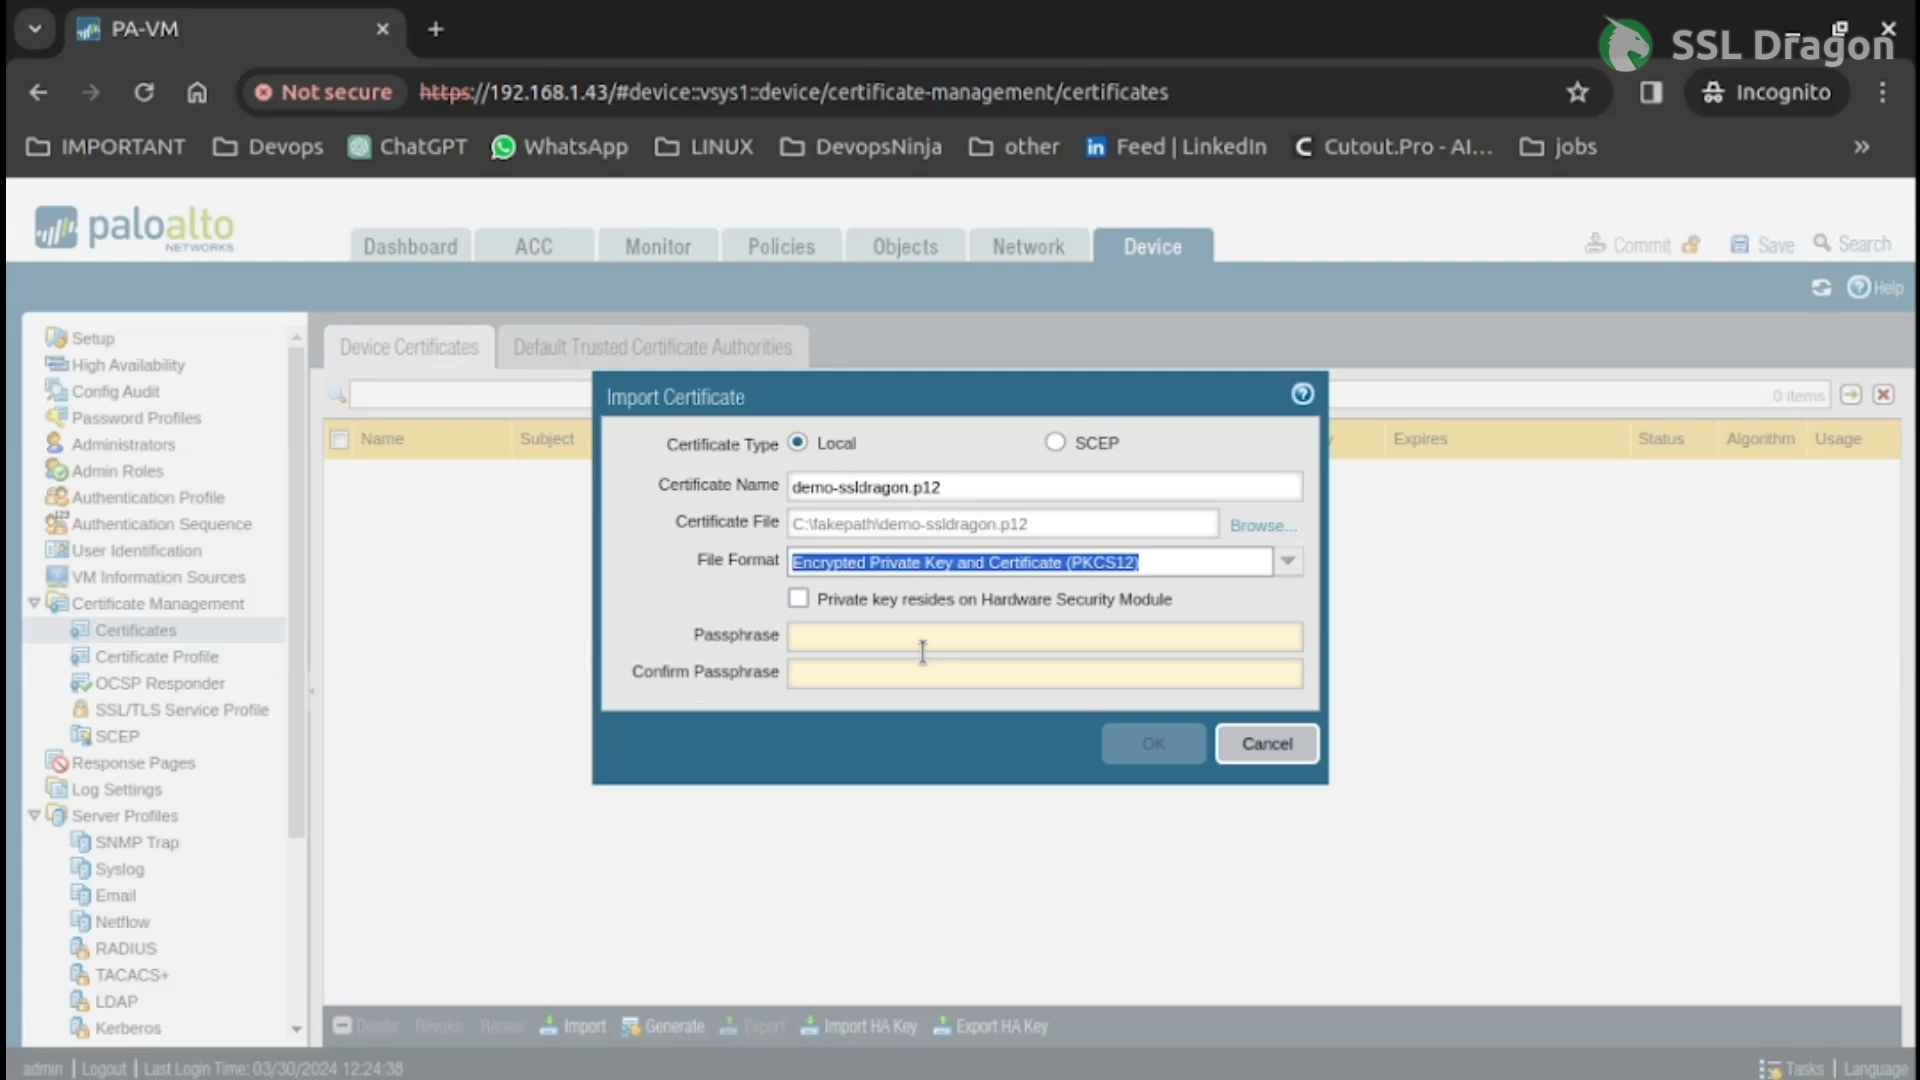 PA-VM
SSL Dragon
Not secure https://192.168.1.43/#device::vsys1::device/certificate-management/certificates Incognito
IMPORTANT Devops ChatGPT WhatsApp LINUX DevopsNinja other Feed | LinkedIn Cutout.Pro - AI... jobs »
paloalto NETWORKS
Dashboard ACC Monitor Policies Objects Network Device Commit Save Search
Help
Setup
High Availability
Config Audit
Password Profiles
Administrators
Admin Roles
Authentication Profile
Authentication Sequence
User Identification
VM Information Sources
Certificate Management
Certificates
Certificate Profile
OCSP Responder
SSL/TLS Service Profile
SCEP
Response Pages
Log Settings
Server Profiles
SNMP Trap
Syslog
Email
Netflow
RADIUS
TACACS+
LDAP
Kerberos
Device Certificates Default Trusted Certificate Authorities
0 items
Name Subject Expires Status Algorithm Usage
Import Certificate
Certificate Type Local SCEP
Certificate Name demo-ssldragon.p12
Certificate File C:\fakepath\demo-ssldragon.p12 Browse...
File Format Encrypted Private Key and Certificate (PKCS12)
Private key resides on Hardware Security Module
Passphrase
Confirm Passphrase
OK Cancel
Delete Revoke Renew Import Generate Export Import HA Key Export HA Key
admin | Logout | Last Login Time: 03/30/2024 12:24:38 Tasks | Language